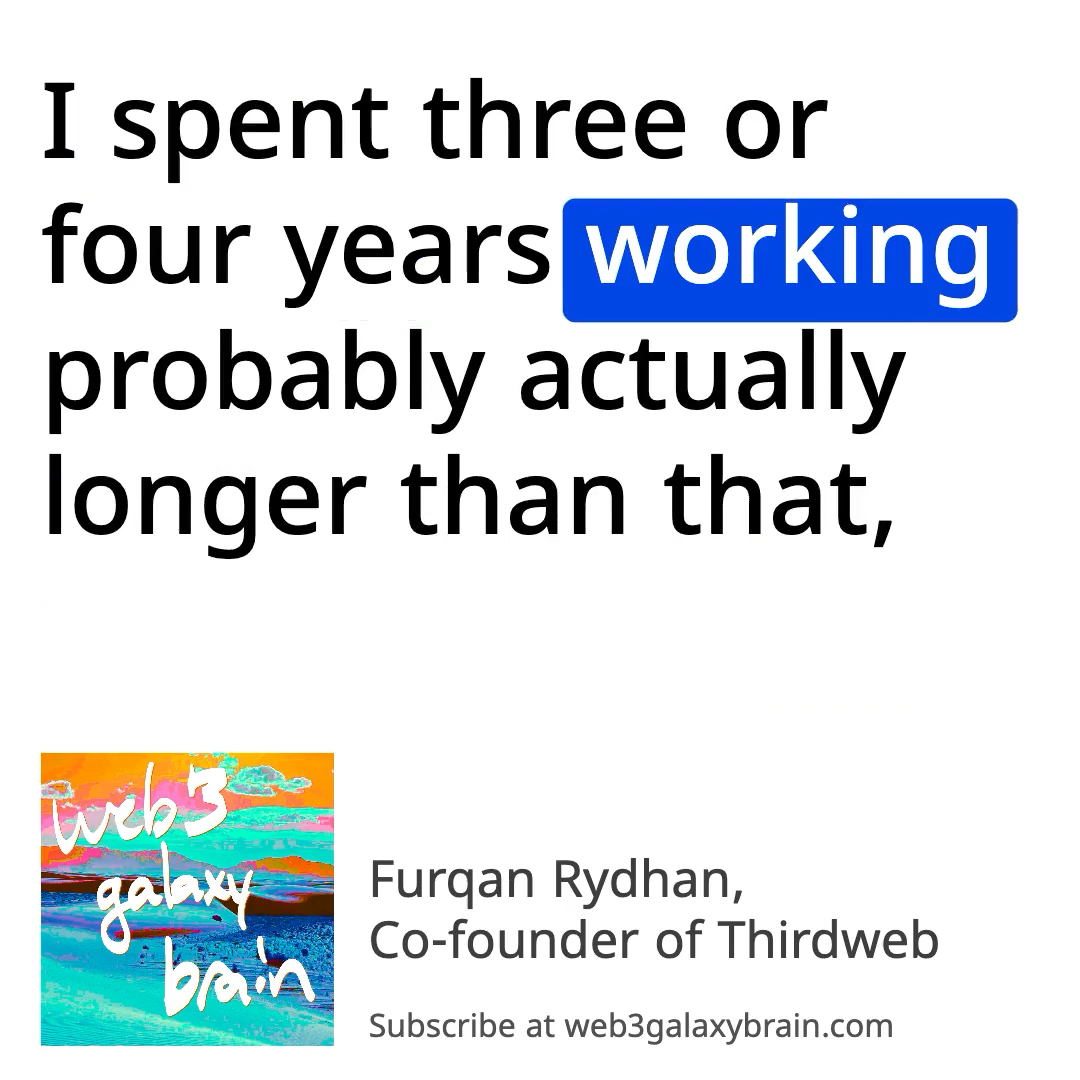 I spent three or
four years working
probably actually
longer than that,
web3
galaxy
brain
Furqan Rydhan,
Co-founder of Thirdweb
Subscribe at web3galaxybrain.com